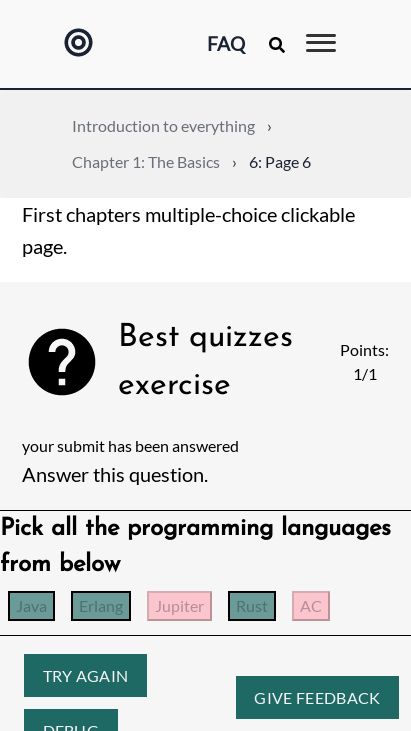 FAQ
Introduction to everything ›
Chapter 1: The Basics › 6: Page 6
First chapters multiple-choice clickable
page.
Best quizzes
exercise
Points:
1/1
your submit has been answered
Answer this question.
Pick all the programming languages
from below
Java Erlang Jupiter Rust AC
TRY AGAIN
GIVE FEEDBACK
DEBUG